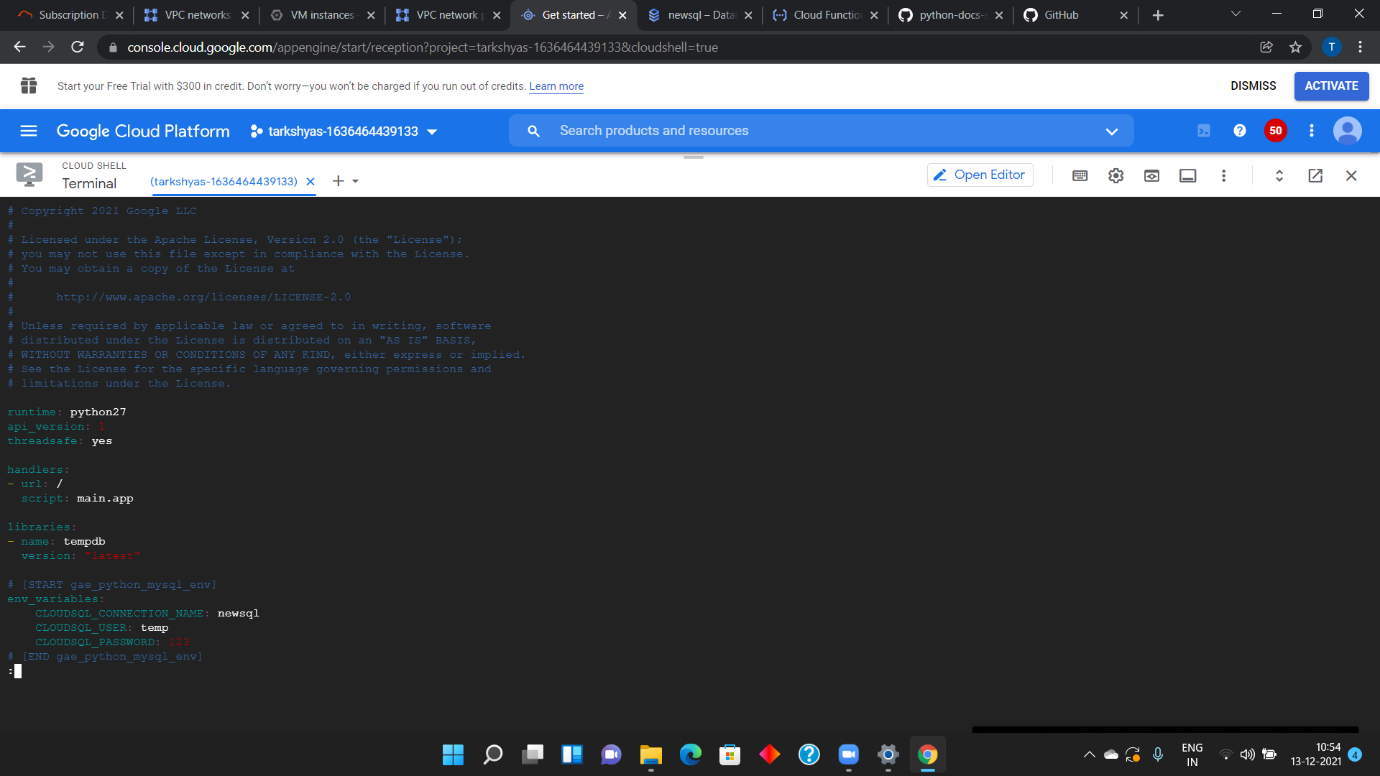 Subscription D
VPC networks
VM instances
VPC network p
Get started – A
newsql – Data
Cloud Functio
python-docs-s
GitHub
console.cloud.google.com/appengine/start/reception?project=tarkshyas-1636464439133&cloudshell=true
T
Start your Free Trial with $300 in credit. Don't worry—you won't be charged if you run out of credits. Learn more
DISMISS
ACTIVATE
Google Cloud Platform
tarkshyas-1636464439133
Search products and resources
50
CLOUD SHELL
Terminal
(tarkshyas-1636464439133)
Open Editor
# Copyright 2021 Google LLC
#
# Licensed under the Apache License, Version 2.0 (the "License");
# you may not use this file except in compliance with the License.
# You may obtain a copy of the License at
#
#      http://www.apache.org/licenses/LICENSE-2.0
#
# Unless required by applicable law or agreed to in writing, software
# distributed under the License is distributed on an "AS IS" BASIS,
# WITHOUT WARRANTIES OR CONDITIONS OF ANY KIND, either express or implied.
# See the License for the specific language governing permissions and
# limitations under the License.
runtime: python27
api_version: 1
threadsafe: yes
handlers:
- url: /
  script: main.app
libraries:
- name: tempdb
  version: "latest"
# [START gae_python_mysql_env]
env_variables:
    CLOUDSQL_CONNECTION_NAME: newsql
    CLOUDSQL_USER: temp
    CLOUDSQL_PASSWORD: 123
# [END gae_python_mysql_env]
:
ENG
IN
10:54
13-12-2021
4